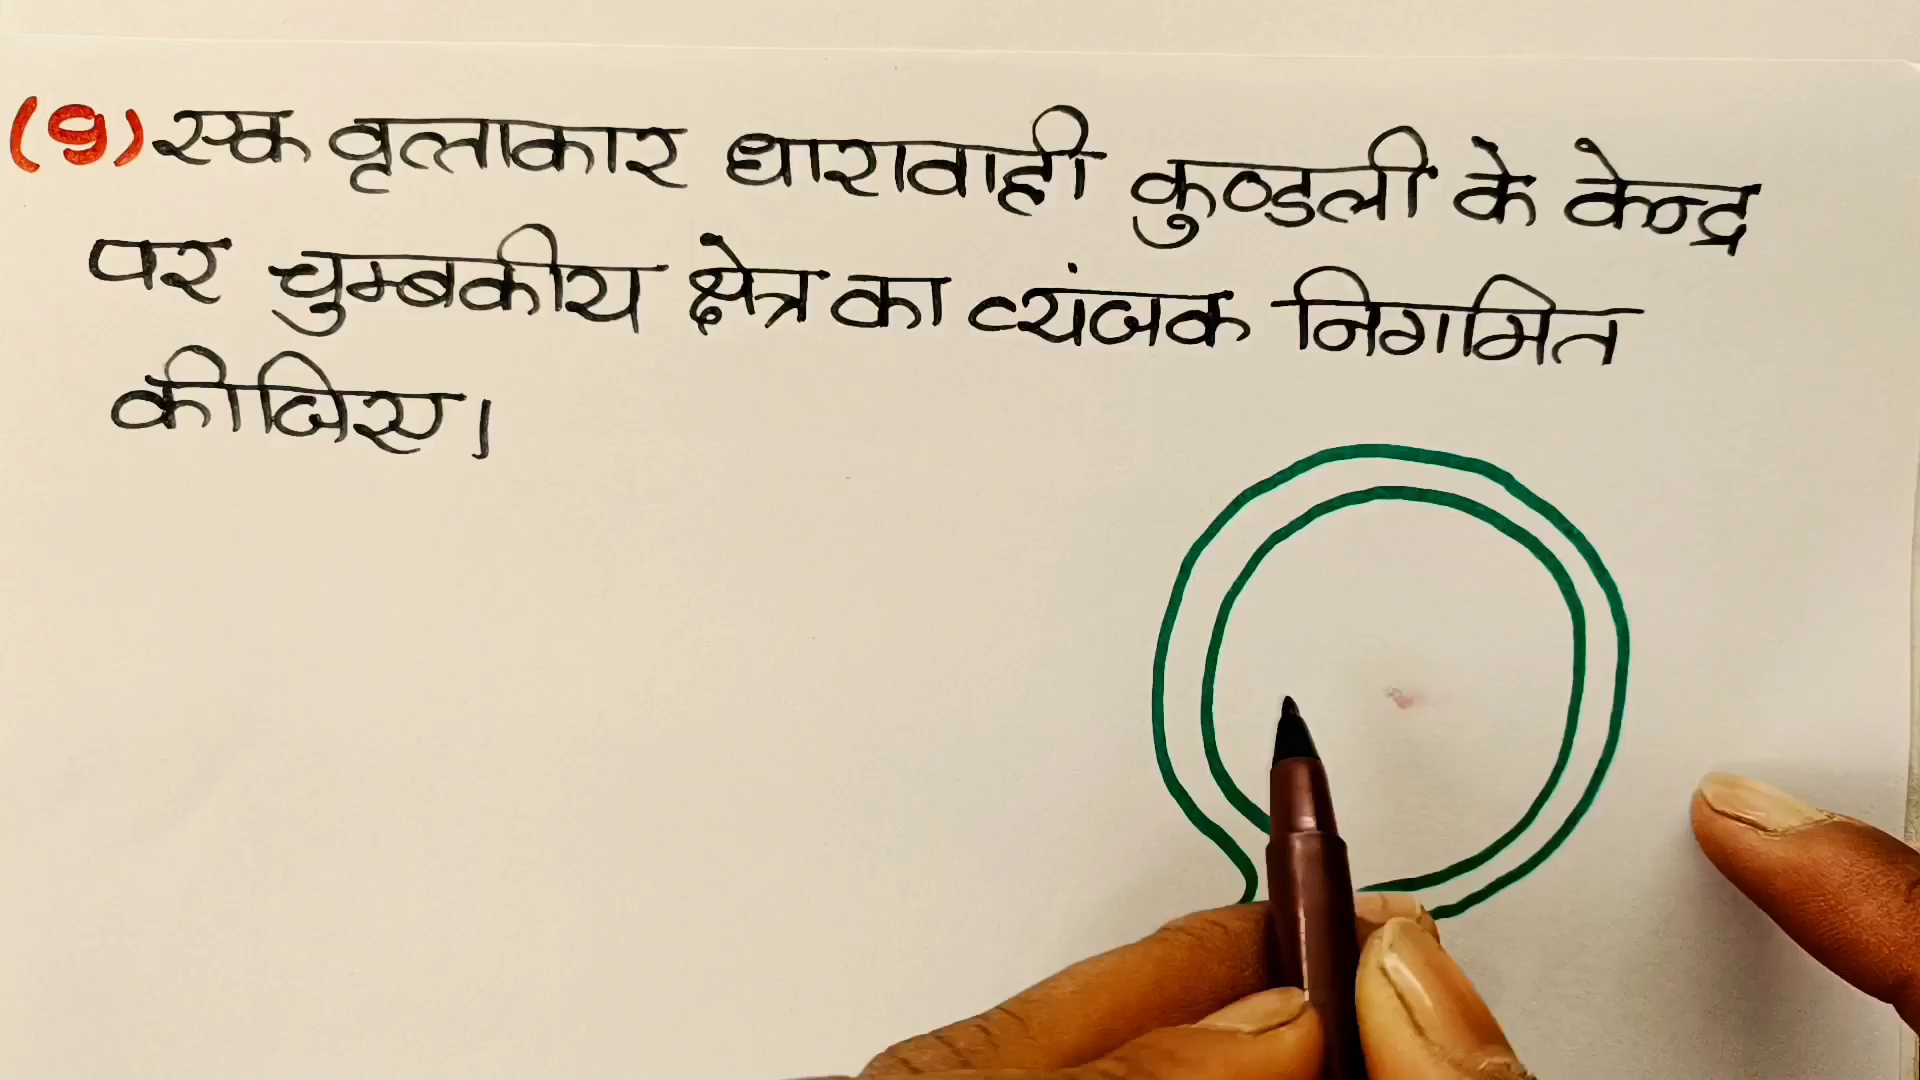 (9) एक वृत्ताकार धारावाही कुण्डली के केन्द्र
पर चुम्बकीय क्षेत्र का व्यंजक निगमित
कीजिए।